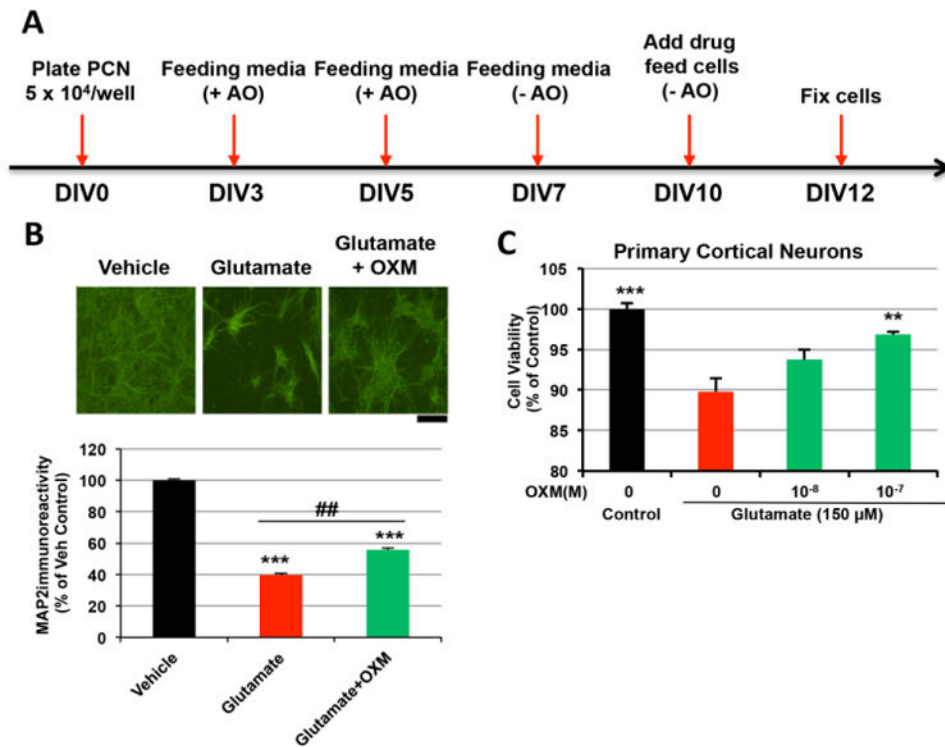 A
Plate PCN
5 x 10⁴/well
Feeding media
(+ AO)
Feeding media
(+ AO)
Feeding media
(- AO)
Add drug
feed cells
(- AO)
Fix cells
DIV0
DIV3
DIV5
DIV7
DIV10
DIV12
B
Vehicle
Glutamate
Glutamate
+ OXM
MAP2immunoreactivity
(% of Veh Control)
120
100
80
60
40
20
0
***
##
***
Vehicle
Glutamate
Glutamate+OXM
C
Primary Cortical Neurons
Cell Viability
(% of Control)
105
100
95
90
85
80
***
**
OXM(M)
0
0
10⁻⁸
10⁻⁷
Control
Glutamate (150 µM)